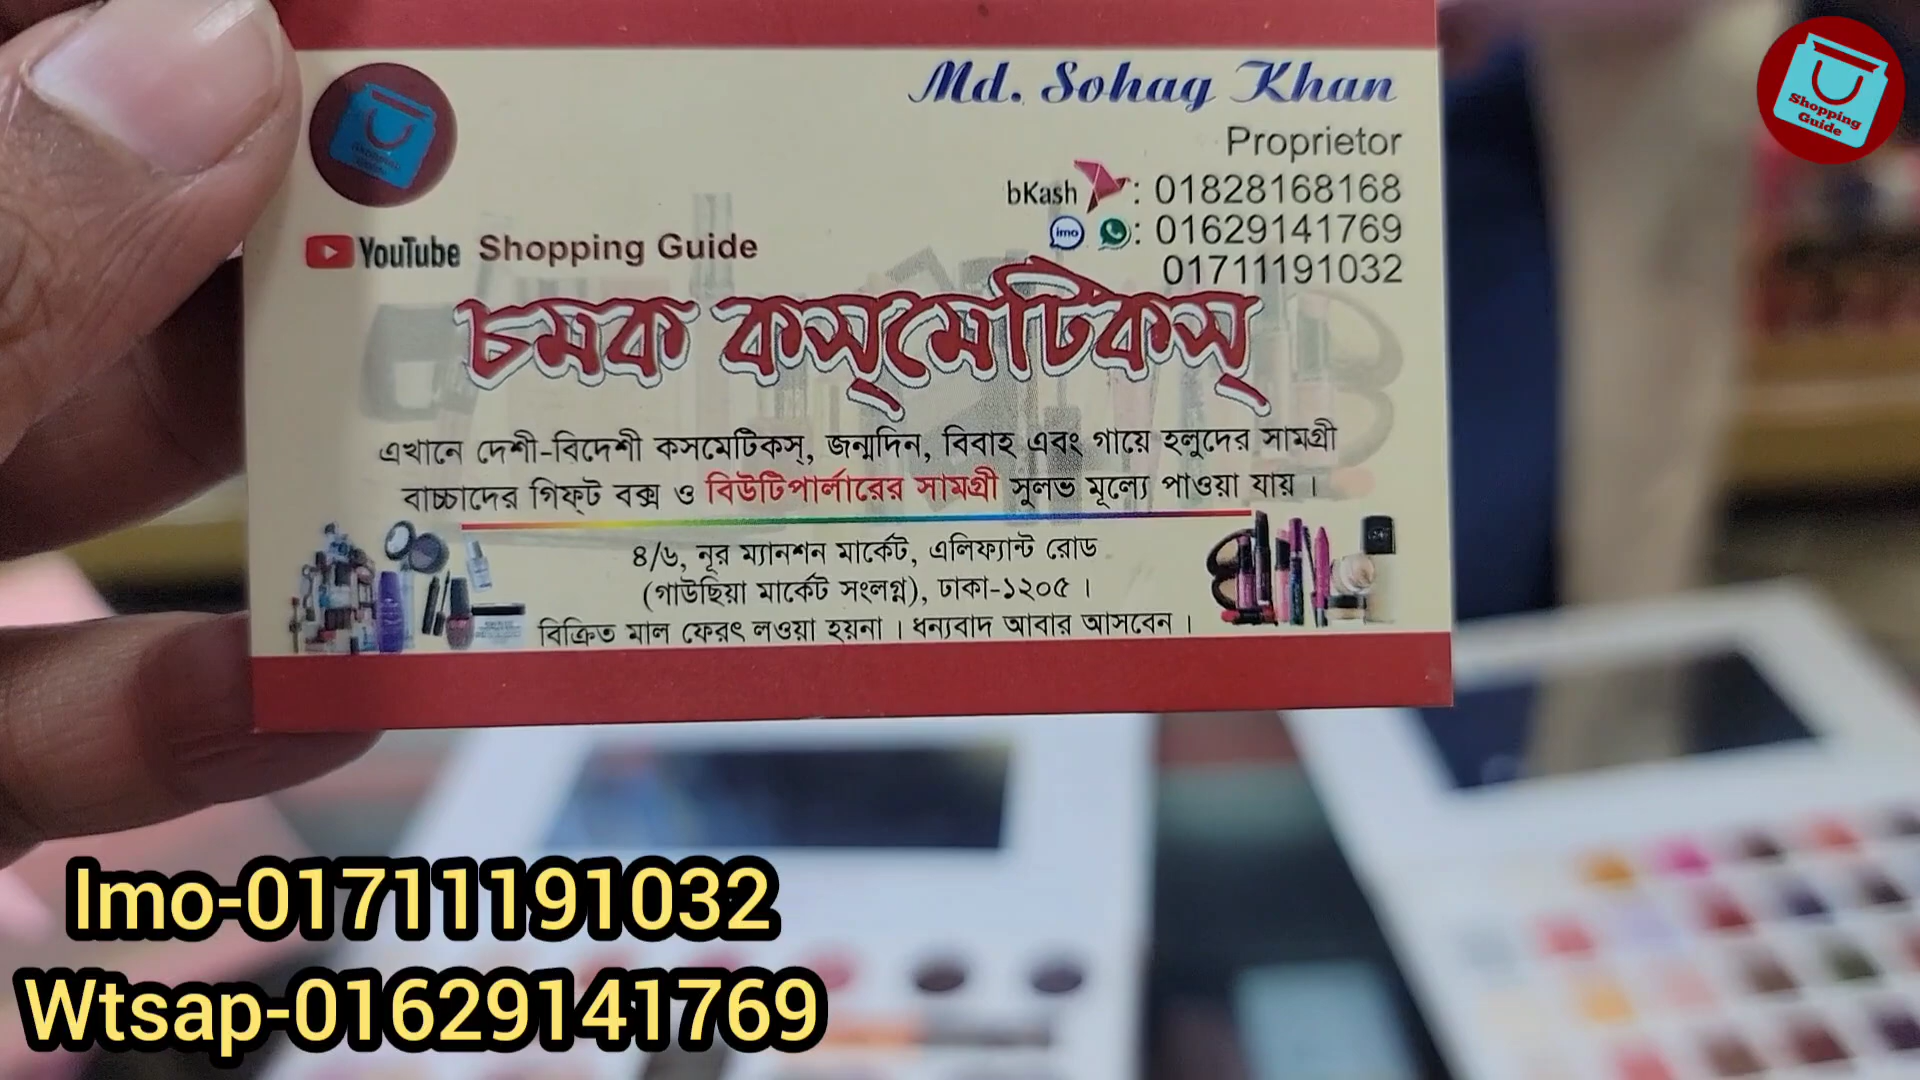 Shopping
Guide
Md. Sohag Khan
Proprietor
bKash : 01828168168
imo : 01629141769
01711191032
YouTube Shopping Guide
চমক কস্‌মেটিকস্
এখানে দেশী-বিদেশী কসমেটিকস্, জন্মদিন, বিবাহ এবং গায়ে হলুদের সামগ্রী
বাচ্চাদের গিফ্‌ট বক্স ও বিউটিপার্লারের সামগ্রী সুলভ মূল্যে পাওয়া যায় ।
৪/৬, নূর ম্যানশন মার্কেট, এলিফ্যান্ট রোড
(গাউছিয়া মার্কেট সংলগ্ন), ঢাকা-১২০৫ ।
বিক্রিত মাল ফেরৎ লওয়া হয়না । ধন্যবাদ আবার আসবেন ।
Imo-01711191032
Wtsap-01629141769